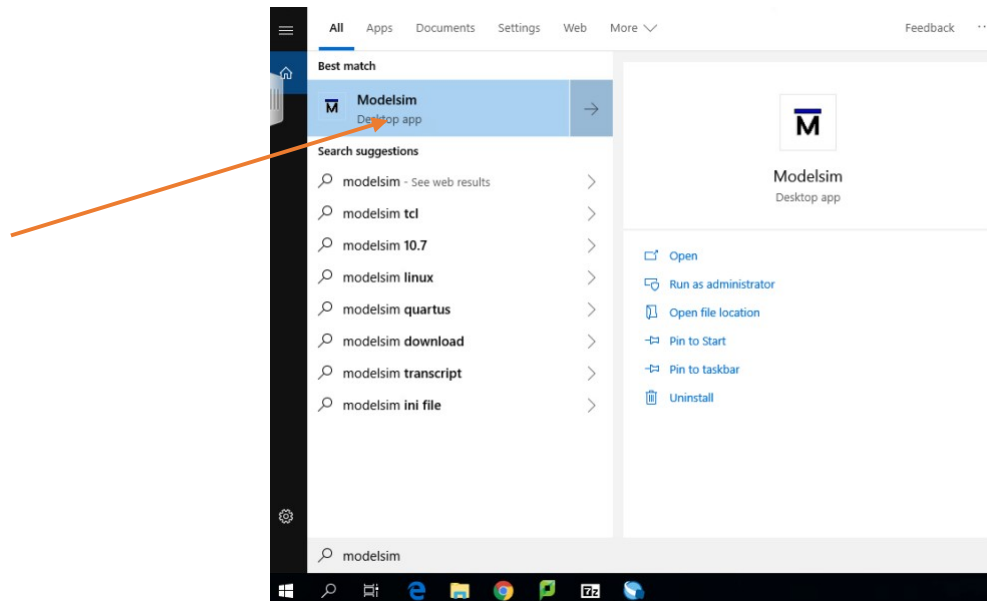 All Apps Documents Settings Web More Feedback ···
Best match
Modelsim
Desktop app
Search suggestions
modelsim - See web results
modelsim tcl
modelsim 10.7
modelsim linux
modelsim quartus
modelsim download
modelsim transcript
modelsim ini file
M
Modelsim
Desktop app
Open
Run as administrator
Open file location
Pin to Start
Pin to taskbar
Uninstall
modelsim